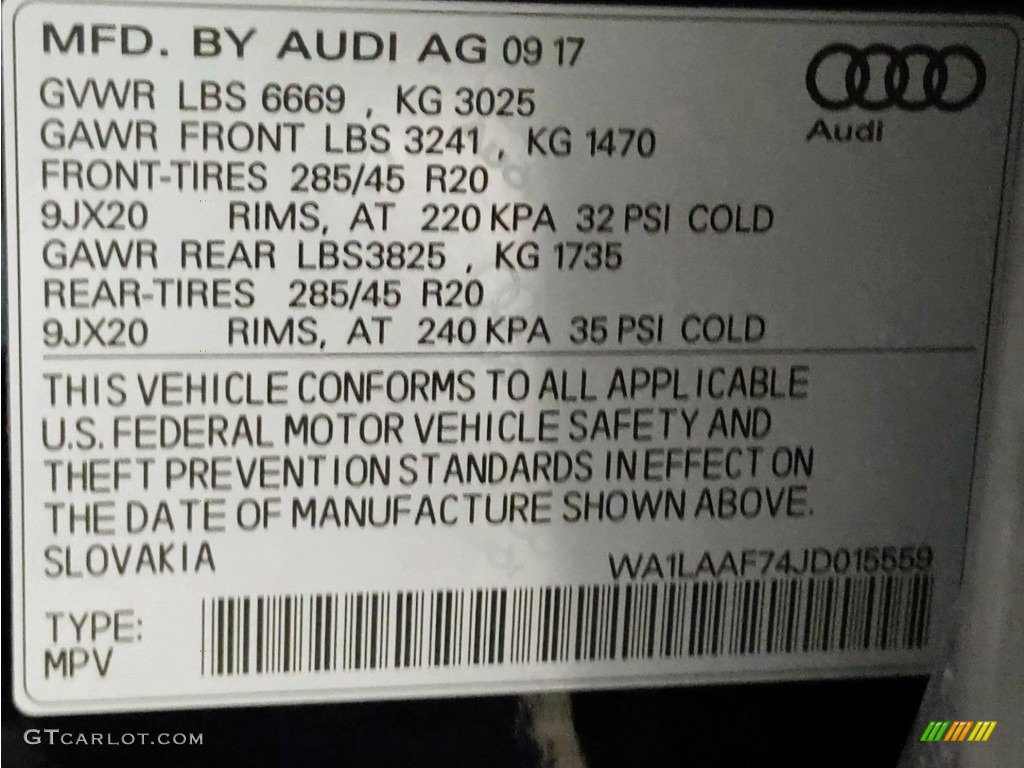 MFD. BY AUDI AG 09 17
GVWR LBS 6669 , KG 3025
GAWR FRONT LBS 3241 , KG 1470
FRONT-TIRES 285/45 R20
9JX20 RIMS, AT 220 KPA 32 PSI COLD
GAWR REAR LBS3825 , KG 1735
REAR-TIRES 285/45 R20
9JX20 RIMS, AT 240 KPA 35 PSI COLD
Audi
THIS VEHICLE CONFORMS TO ALL APPLICABLE
U.S. FEDERAL MOTOR VEHICLE SAFETY AND
THEFT PREVENTION STANDARDS IN EFFECT ON
THE DATE OF MANUFACTURE SHOWN ABOVE.
SLOVAKIA WA1LAAF74JD015559
TYPE:
MPV
GTCARLOT.COM